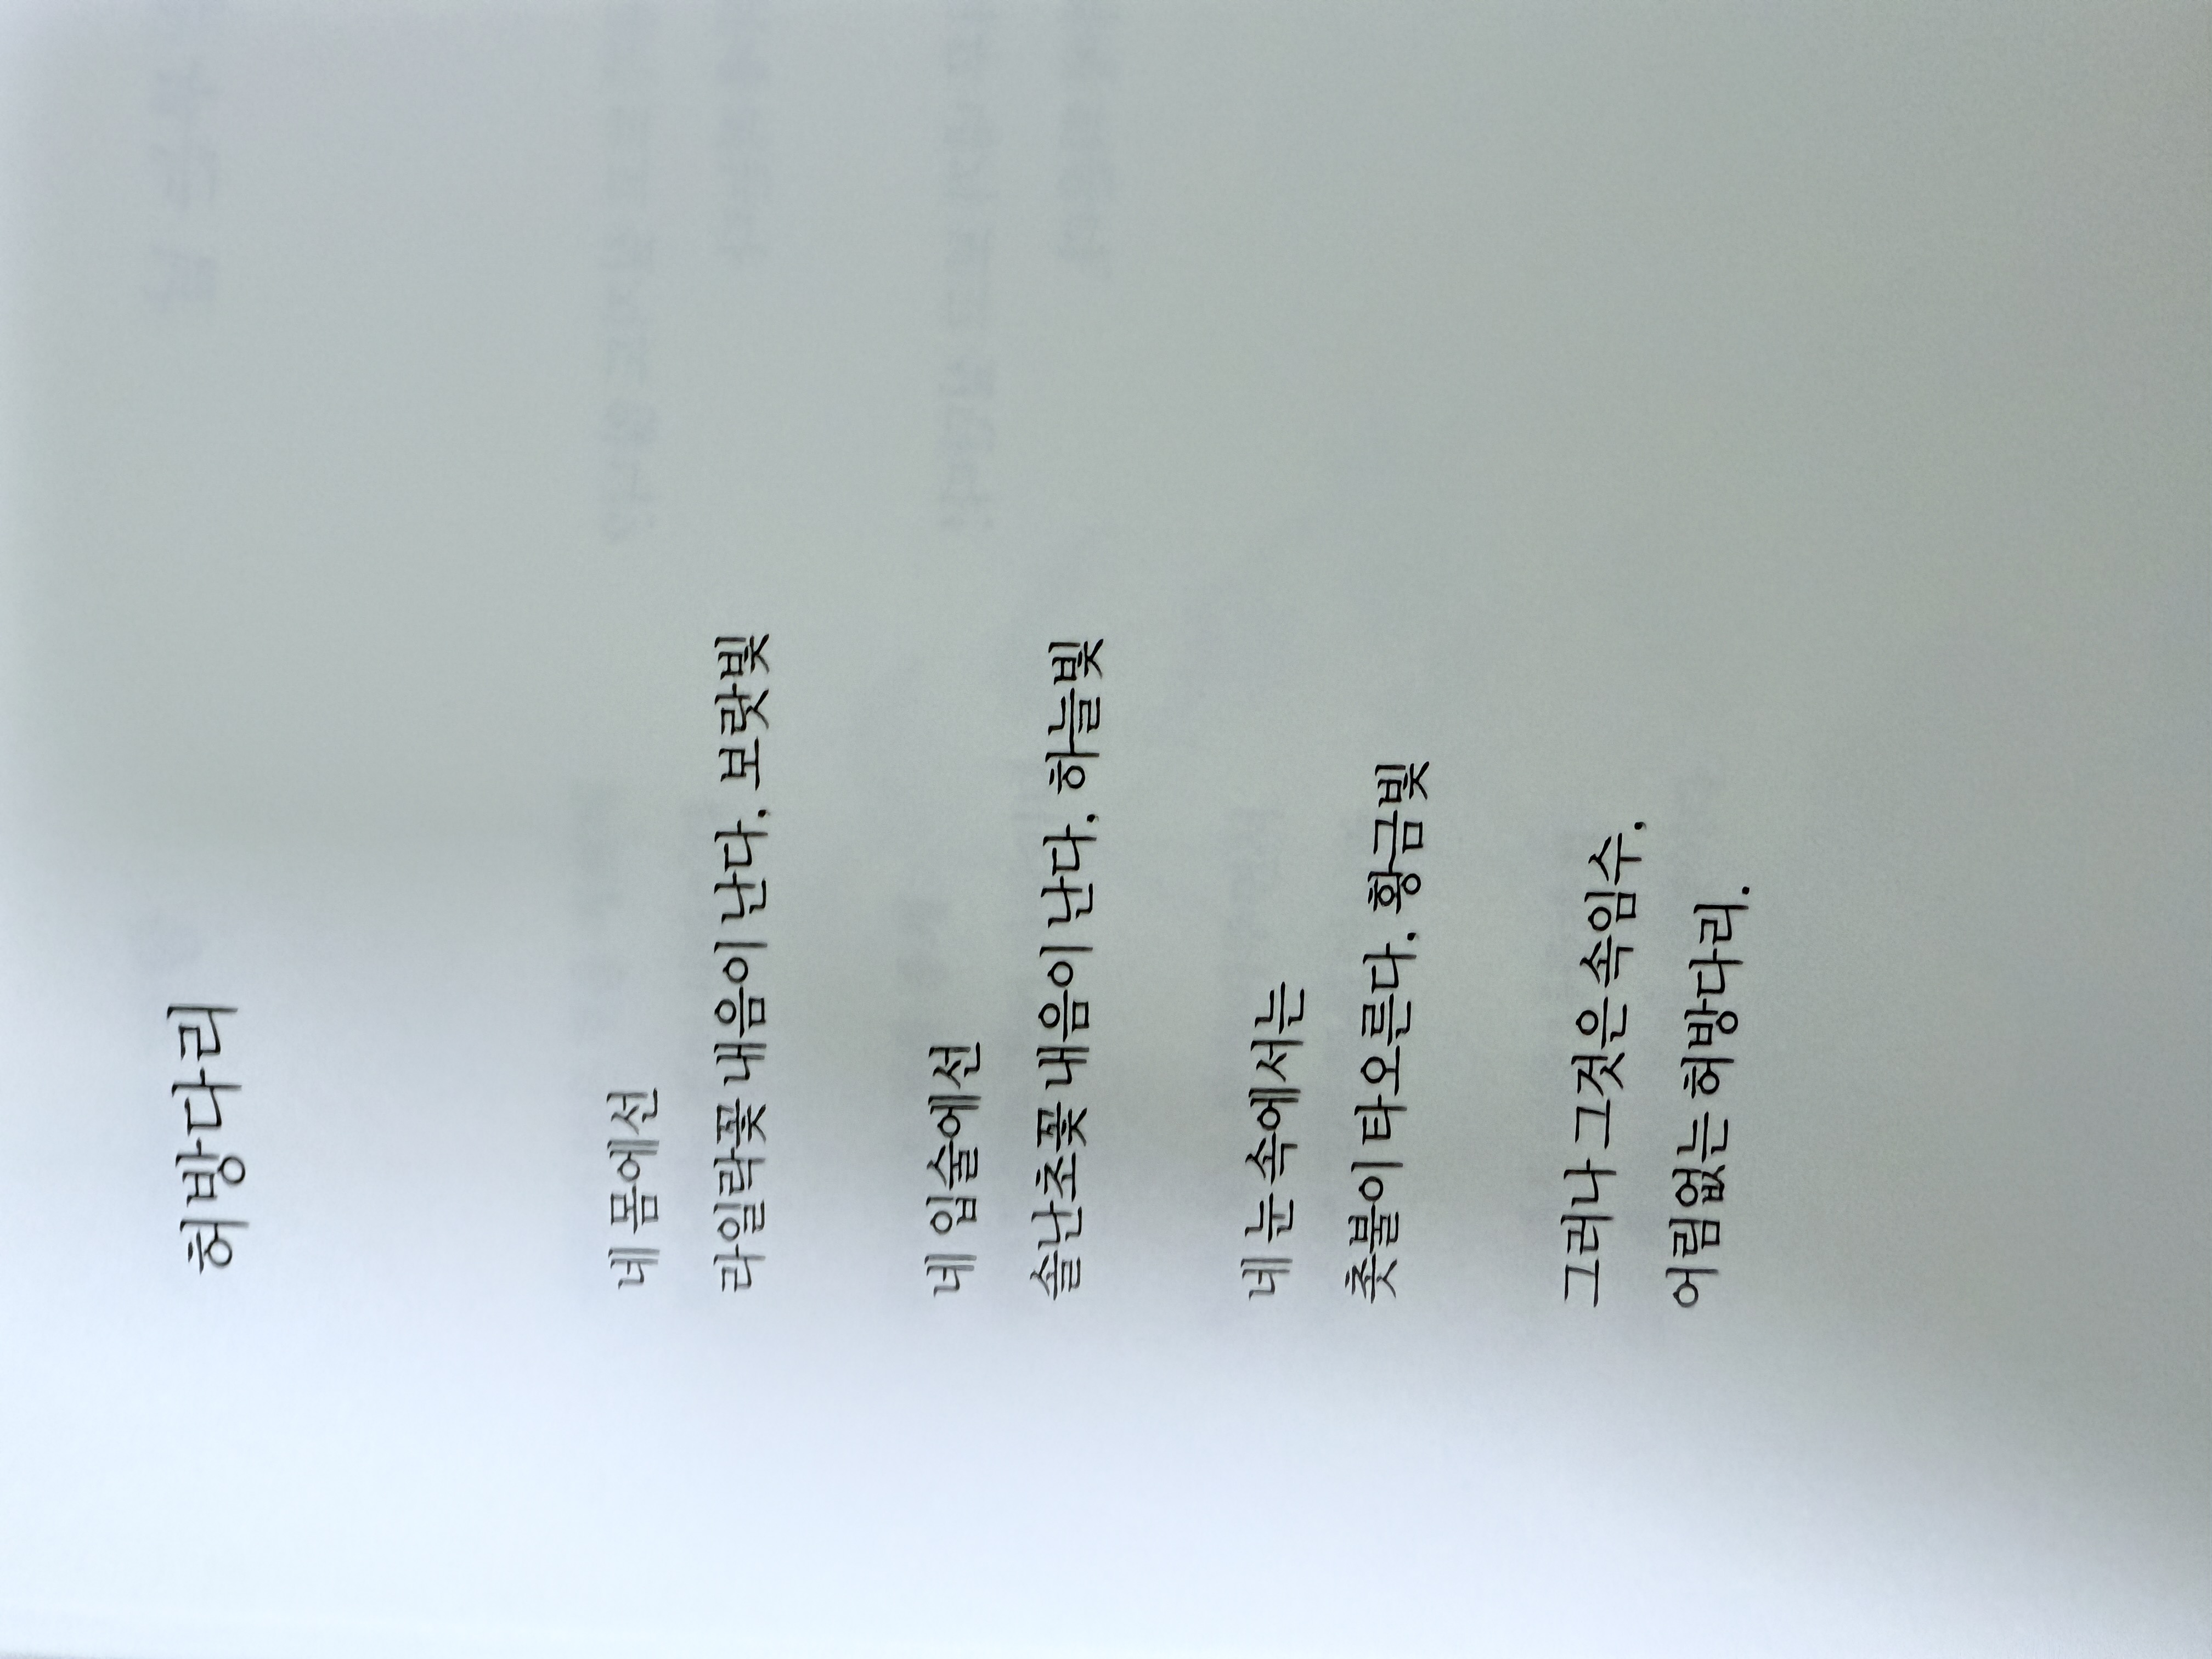 허방다리
네 몸에선
라일락꽃 내음이 난다, 보랏빛
네 입술에선
솔난초꽃 내음이 난다, 하늘빛
네 눈 속에서는
촛불이 타오른다, 황금빛
그러나 그것은 속임수,
어림없는 허방다리.